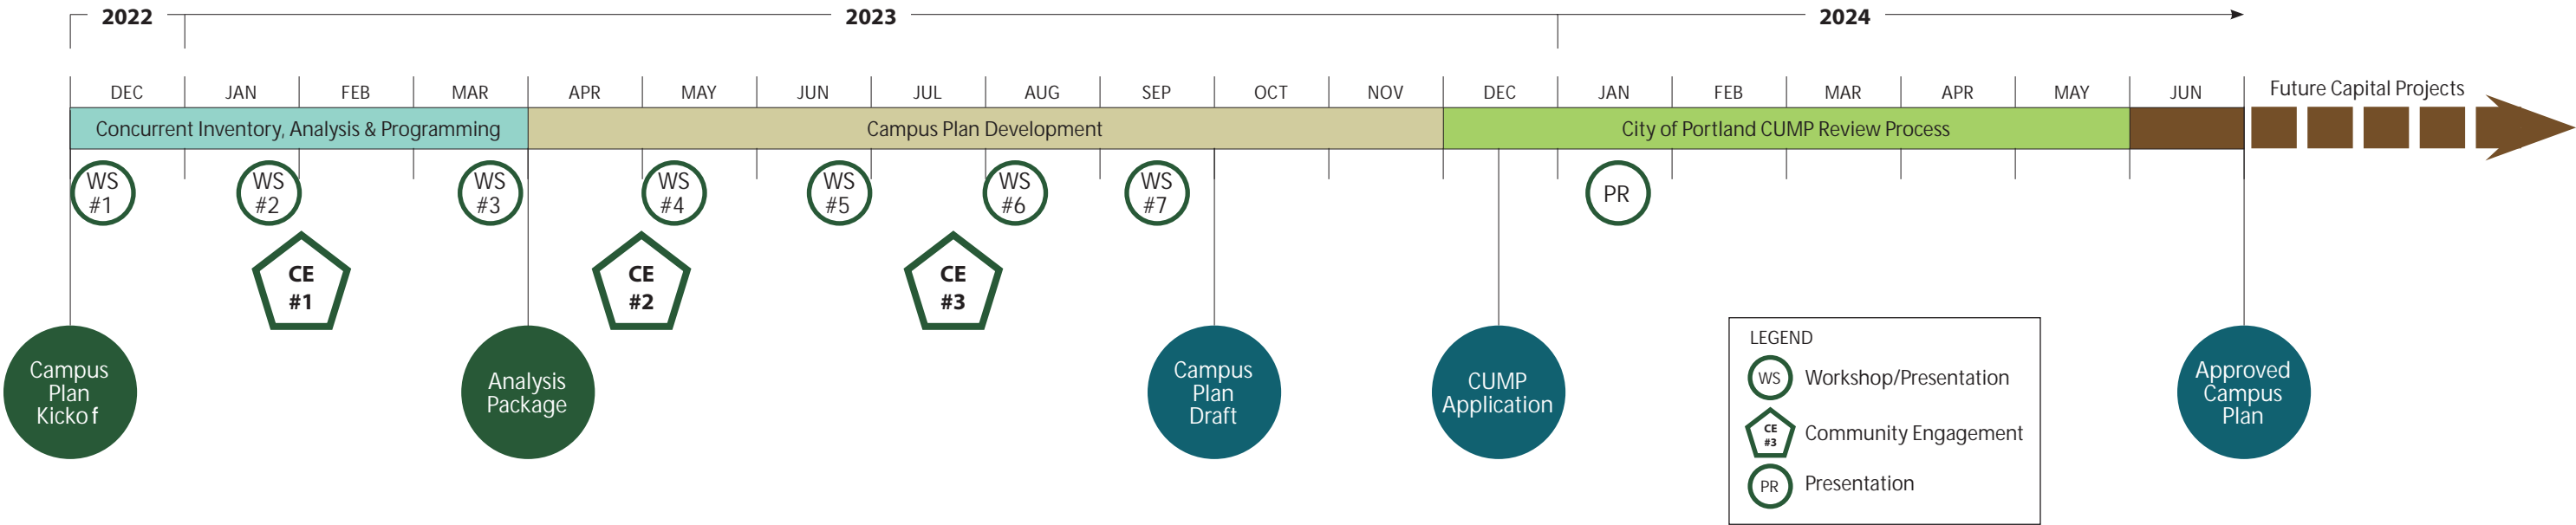 2022
2023
2024
DEC
JAN
FEB
MAR
APR
MAY
JUN
JUL
AUG
SEP
OCT
NOV
DEC
JAN
FEB
MAR
APR
MAY
JUN
Future Capital Projects
Concurrent Inventory, Analysis & Programming
Campus Plan Development
City of Portland CUMP Review Process
WS
#1
WS
#2
WS
#3
WS
#4
WS
#5
WS
#6
WS
#7
PR
CE
#1
CE
#2
CE
#3
Campus
Plan
Kickof
Analysis
Package
Campus
Plan
Draft
CUMP
Application
Approved
Campus
Plan
LEGEND
WS
Workshop/Presentation
CE
#3
Community Engagement
PR
Presentation